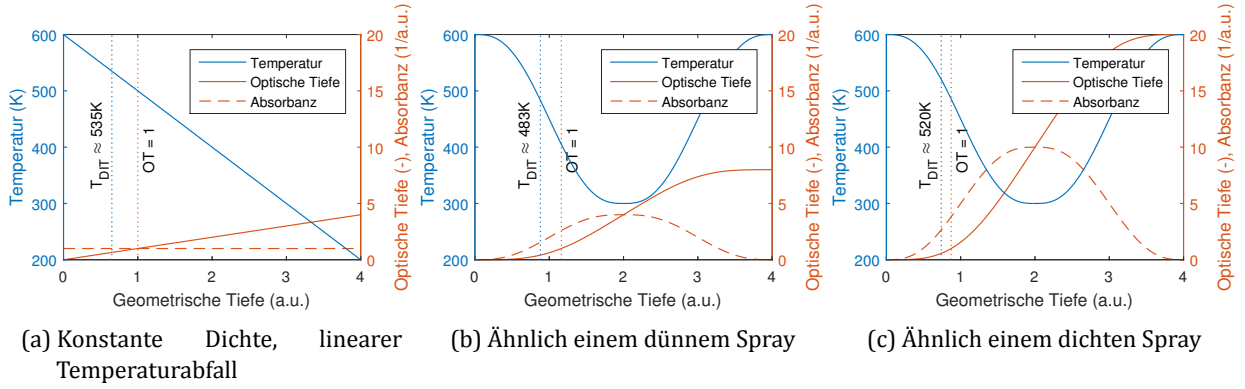 600
500
400
300
200
Temperatur (K)
0
1
2
3
4
Geometrische Tiefe (a.u.)
20
15
10
5
0
Optische Tiefe (-), Absorbanz (1/a.u.)
Temperatur
Optische Tiefe
Absorbanz
T_DIT ≈ 535K
OT = 1
(a) Konstante Dichte, linearer
Temperaturabfall
600
500
400
300
200
Temperatur (K)
0
1
2
3
4
Geometrische Tiefe (a.u.)
20
15
10
5
0
Optische Tiefe (-), Absorbanz (1/a.u.)
Temperatur
Optische Tiefe
Absorbanz
T_DIT ≈ 483K
OT = 1
(b) Ähnlich einem dünnem Spray
600
500
400
300
200
Temperatur (K)
0
1
2
3
4
Geometrische Tiefe (a.u.)
20
15
10
5
0
Optische Tiefe (-), Absorbanz (1/a.u.)
Temperatur
Optische Tiefe
Absorbanz
T_DIT ≈ 520K
OT = 1
(c) Ähnlich einem dichten Spray